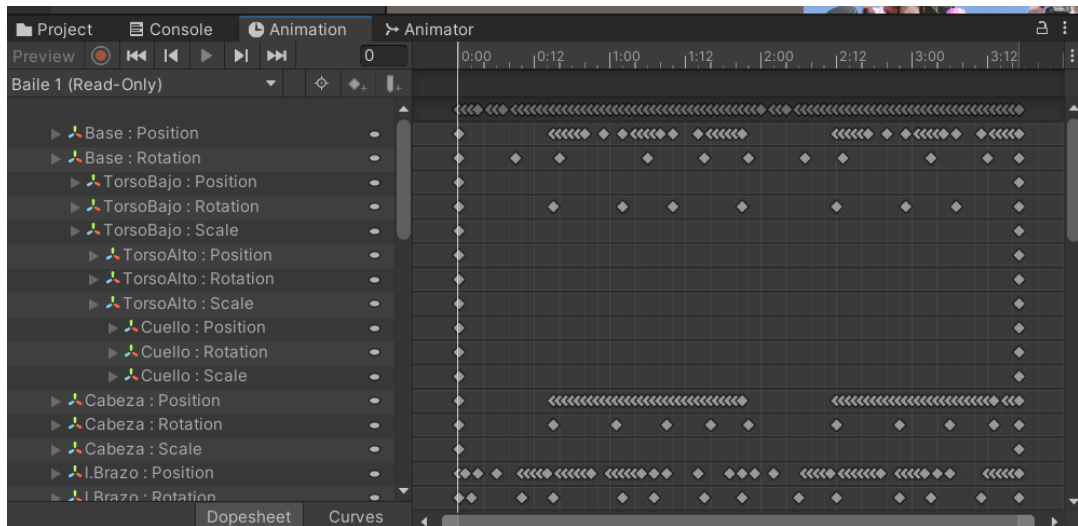 Project Console Animation Animator
Preview 0 0:00 0:12 1:00 1:12 2:00 2:12 3:00 3:12
Baile 1 (Read-Only)
Base : Position
Base : Rotation
TorsoBajo : Position
TorsoBajo : Rotation
TorsoBajo : Scale
TorsoAlto : Position
TorsoAlto : Rotation
TorsoAlto : Scale
Cuello : Position
Cuello : Rotation
Cuello : Scale
Cabeza : Position
Cabeza : Rotation
Cabeza : Scale
I.Brazo : Position
I.Brazo : Rotation
Dopesheet Curves